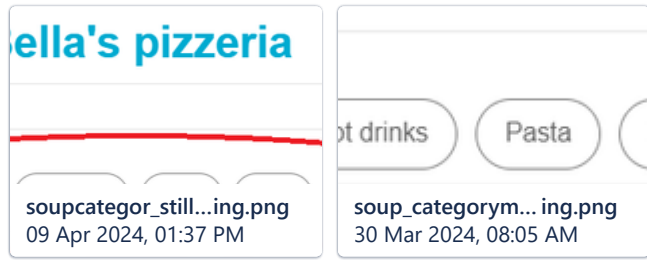 Bella's pizzeria
ot drinks
Pasta
soupcategor_still...ing.png
09 Apr 2024, 01:37 PM
soup_categorym... ing.png
30 Mar 2024, 08:05 AM